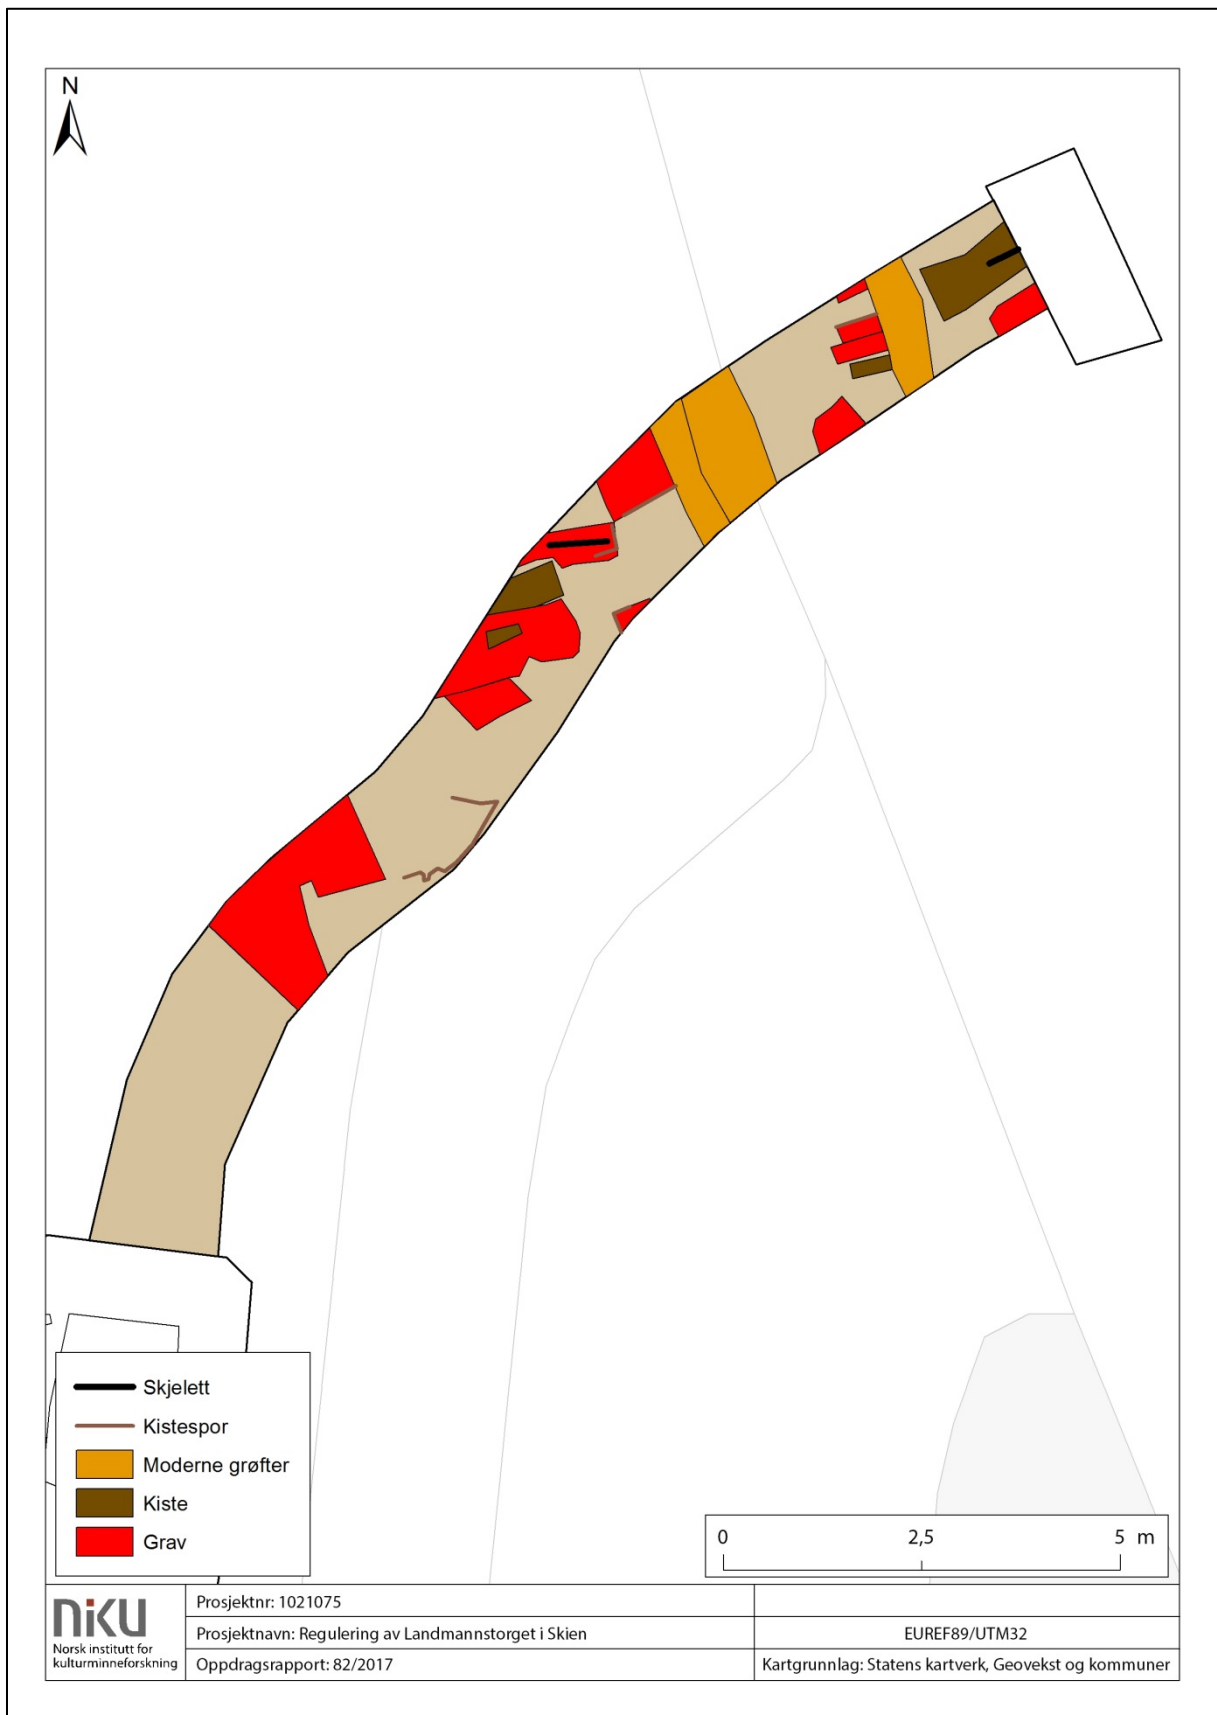 N
Skjelett
Kistespor
Moderne grøfter
Kiste
Grav
0 2,5 5 m
niku
Norsk institutt for
kulturminneforskning
Prosjektnr: 1021075
Prosjektnavn: Regulering av Landmannstorget i Skien
EUREF89/UTM32
Oppdragsrapport: 82/2017
Kartgrunnlag: Statens kartverk, Geovekst og kommuner